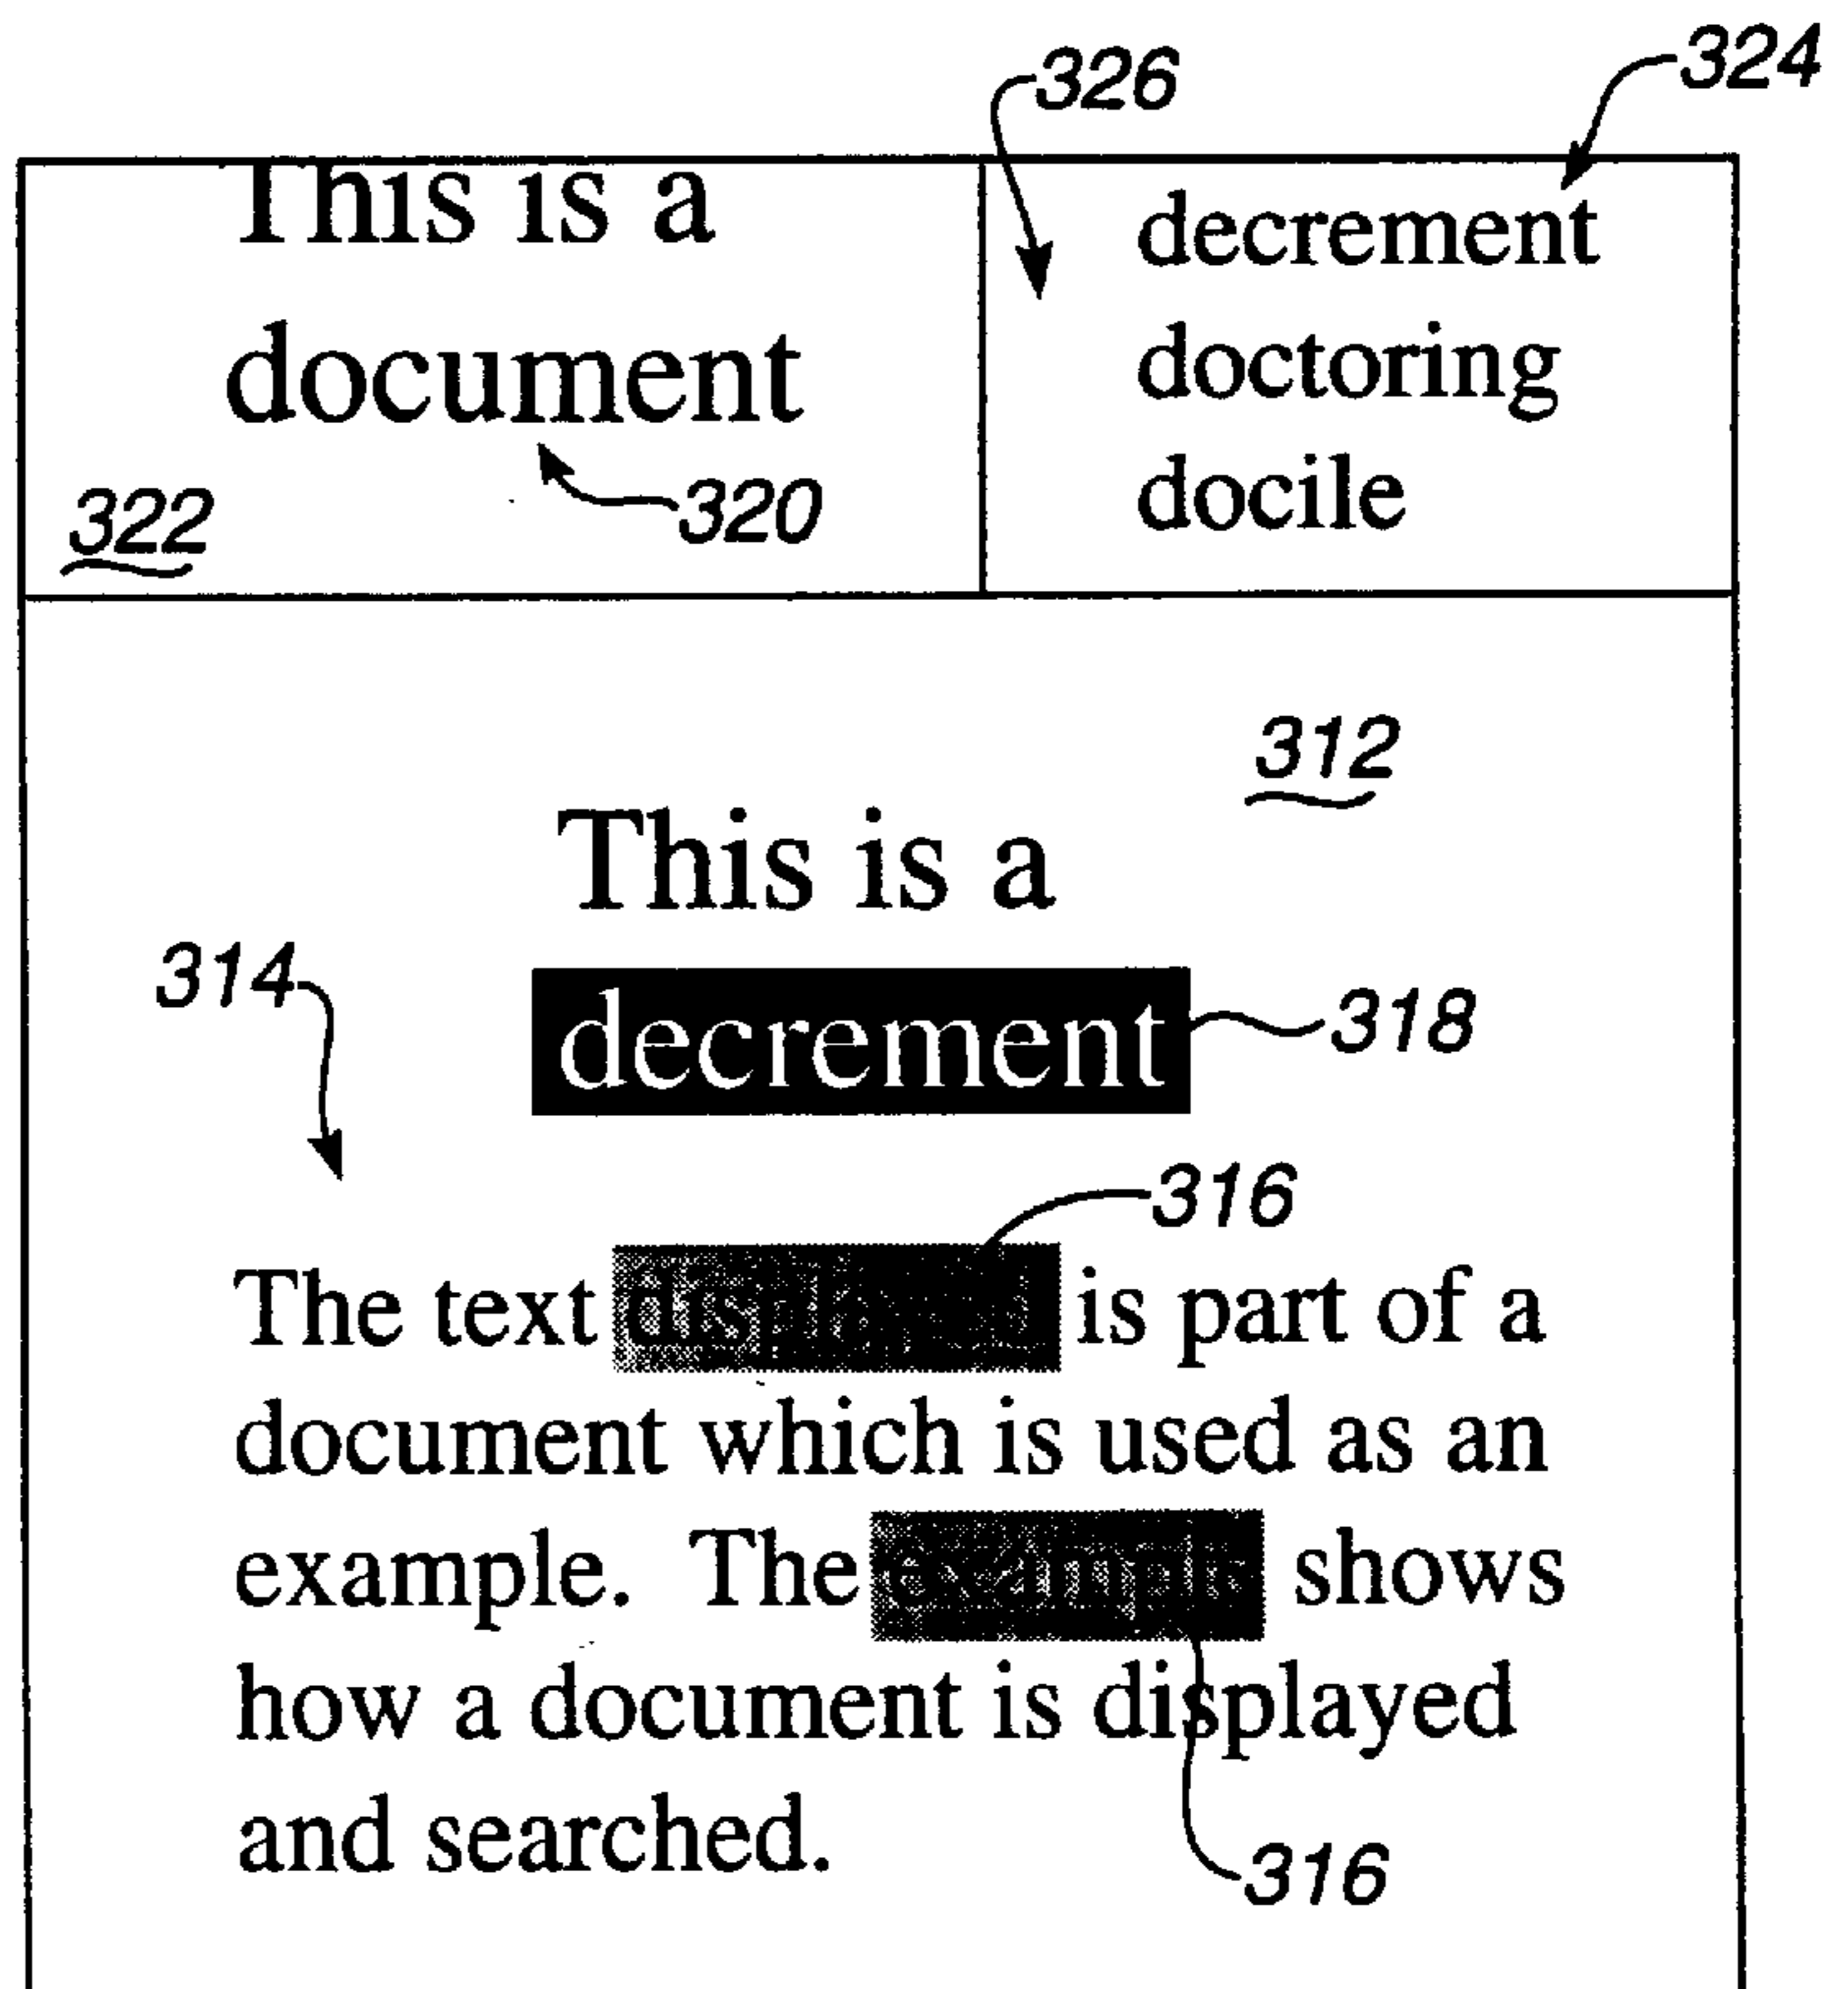 326
324
This is a
document
320
322
decrement
doctoring
docile
312
This is a
314
decrement
318
316
The text displayed is part of a
document which is used as an
example. The example shows
how a document is displayed
and searched.
316